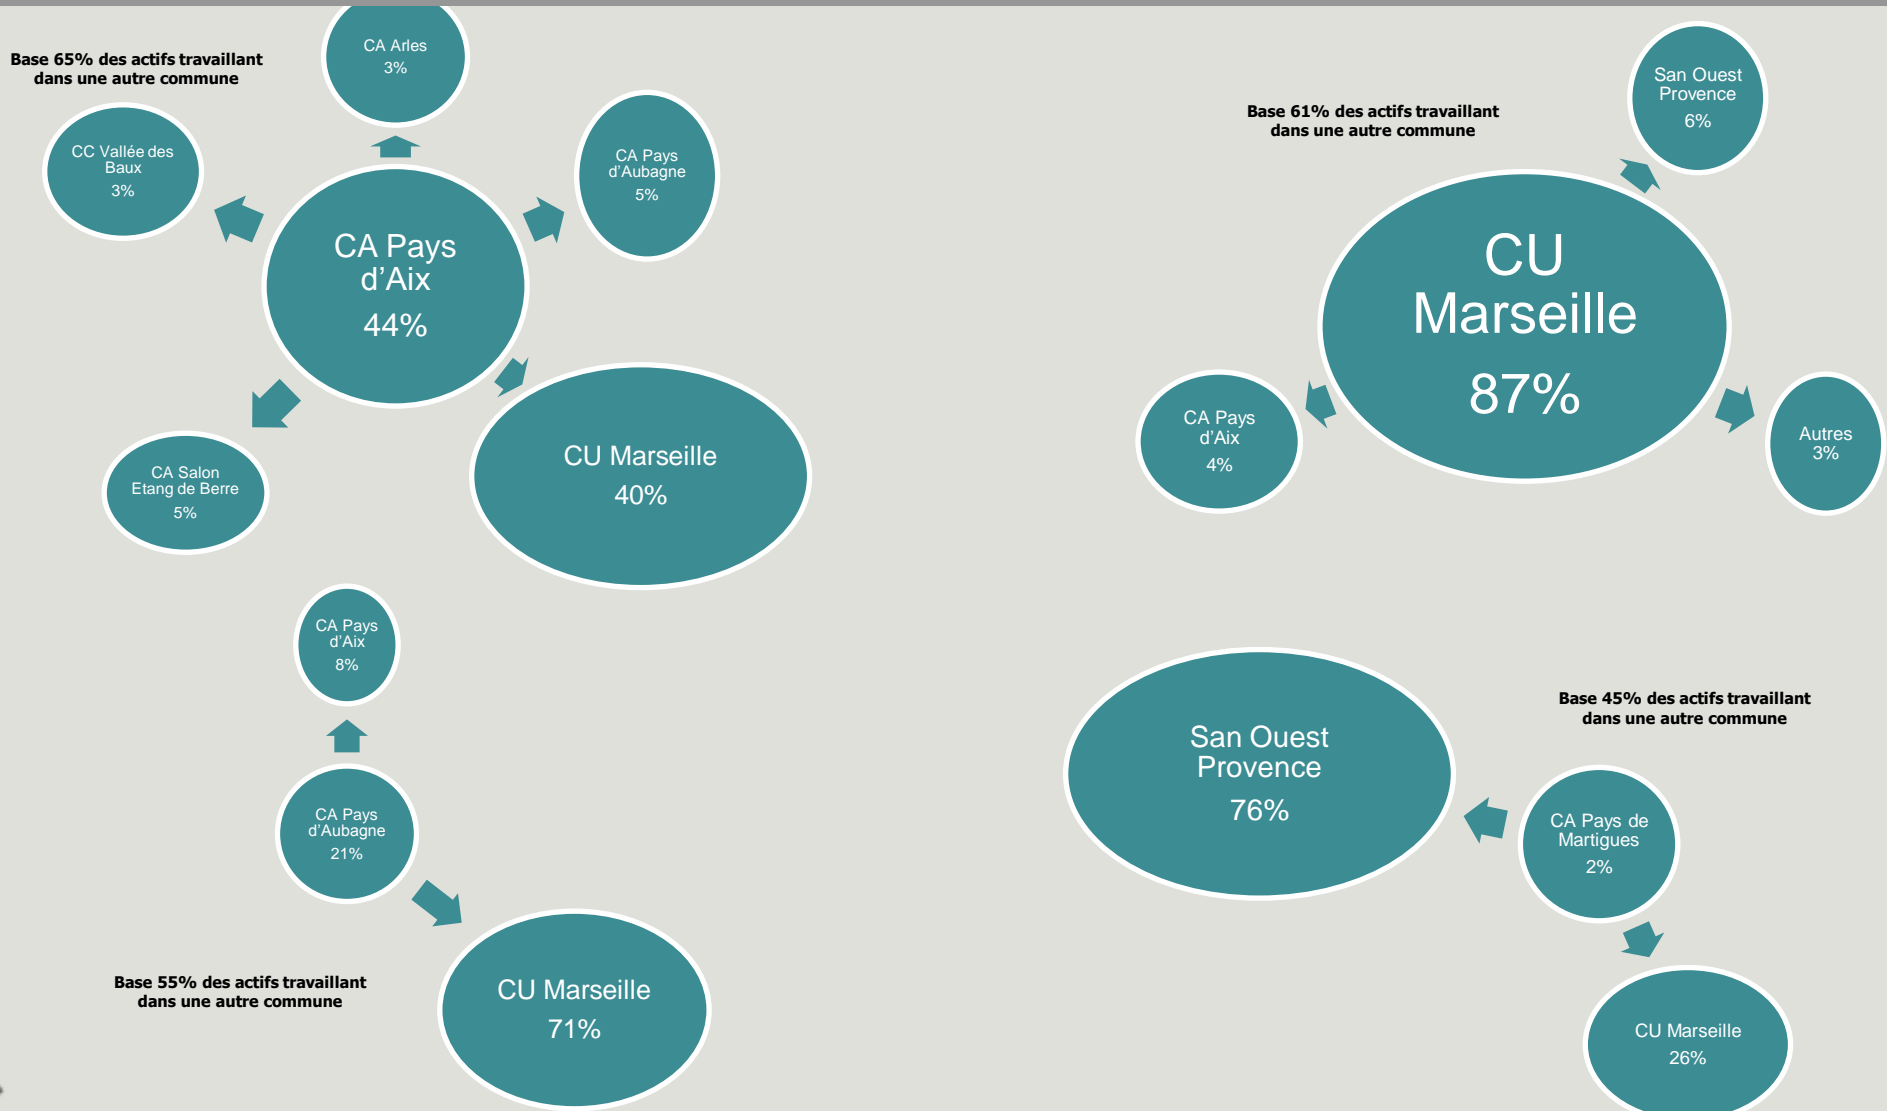 Base 65% des actifs travaillant
dans une autre commune
CA Arles
3%
CC Vallée des
Baux
3%
CA Pays
d'Aubagne
5%
CA Pays
d'Aix
44%
CA Salon
Etang de Berre
5%
CU Marseille
40%
Base 61% des actifs travaillant
dans une autre commune
San Ouest
Provence
6%
CU
Marseille
87%
CA Pays
d'Aix
4%
Autres
3%
CA Pays
d'Aix
8%
CA Pays
d'Aubagne
21%
CU Marseille
71%
Base 55% des actifs travaillant
dans une autre commune
San Ouest
Provence
76%
Base 45% des actifs travaillant
dans une autre commune
CA Pays de
Martigues
2%
CU Marseille
26%